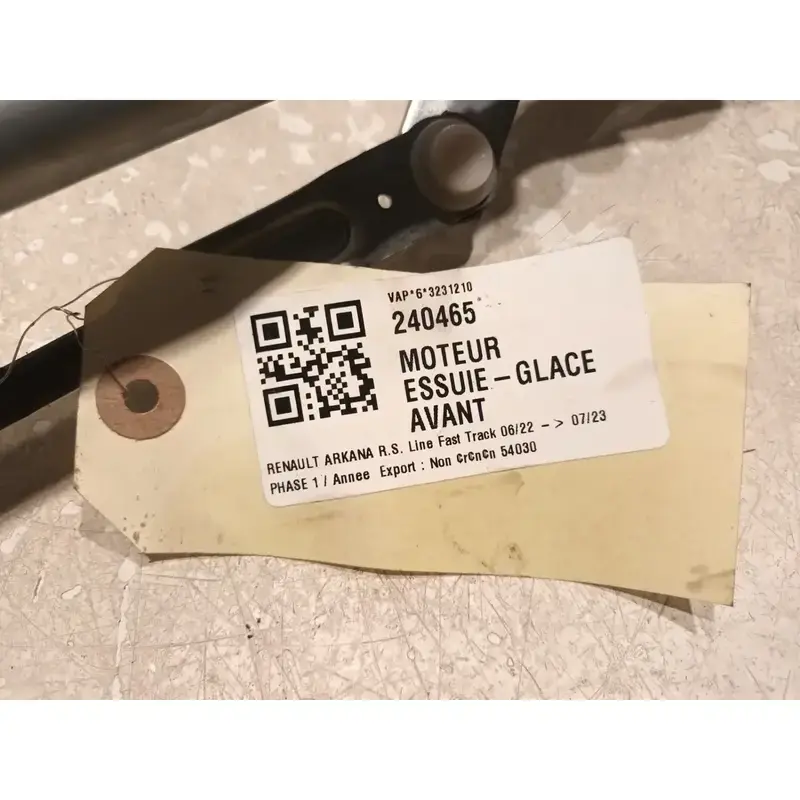 VAP*6*3231210*
240465
MOTEUR
ESSUIE-GLACE
AVANT
RENAULT ARKANA R.S. Line Fast Track 06/22 -> 07/23
PHASE 1 / Annee Export : Non ¢r¢n¢n 54030